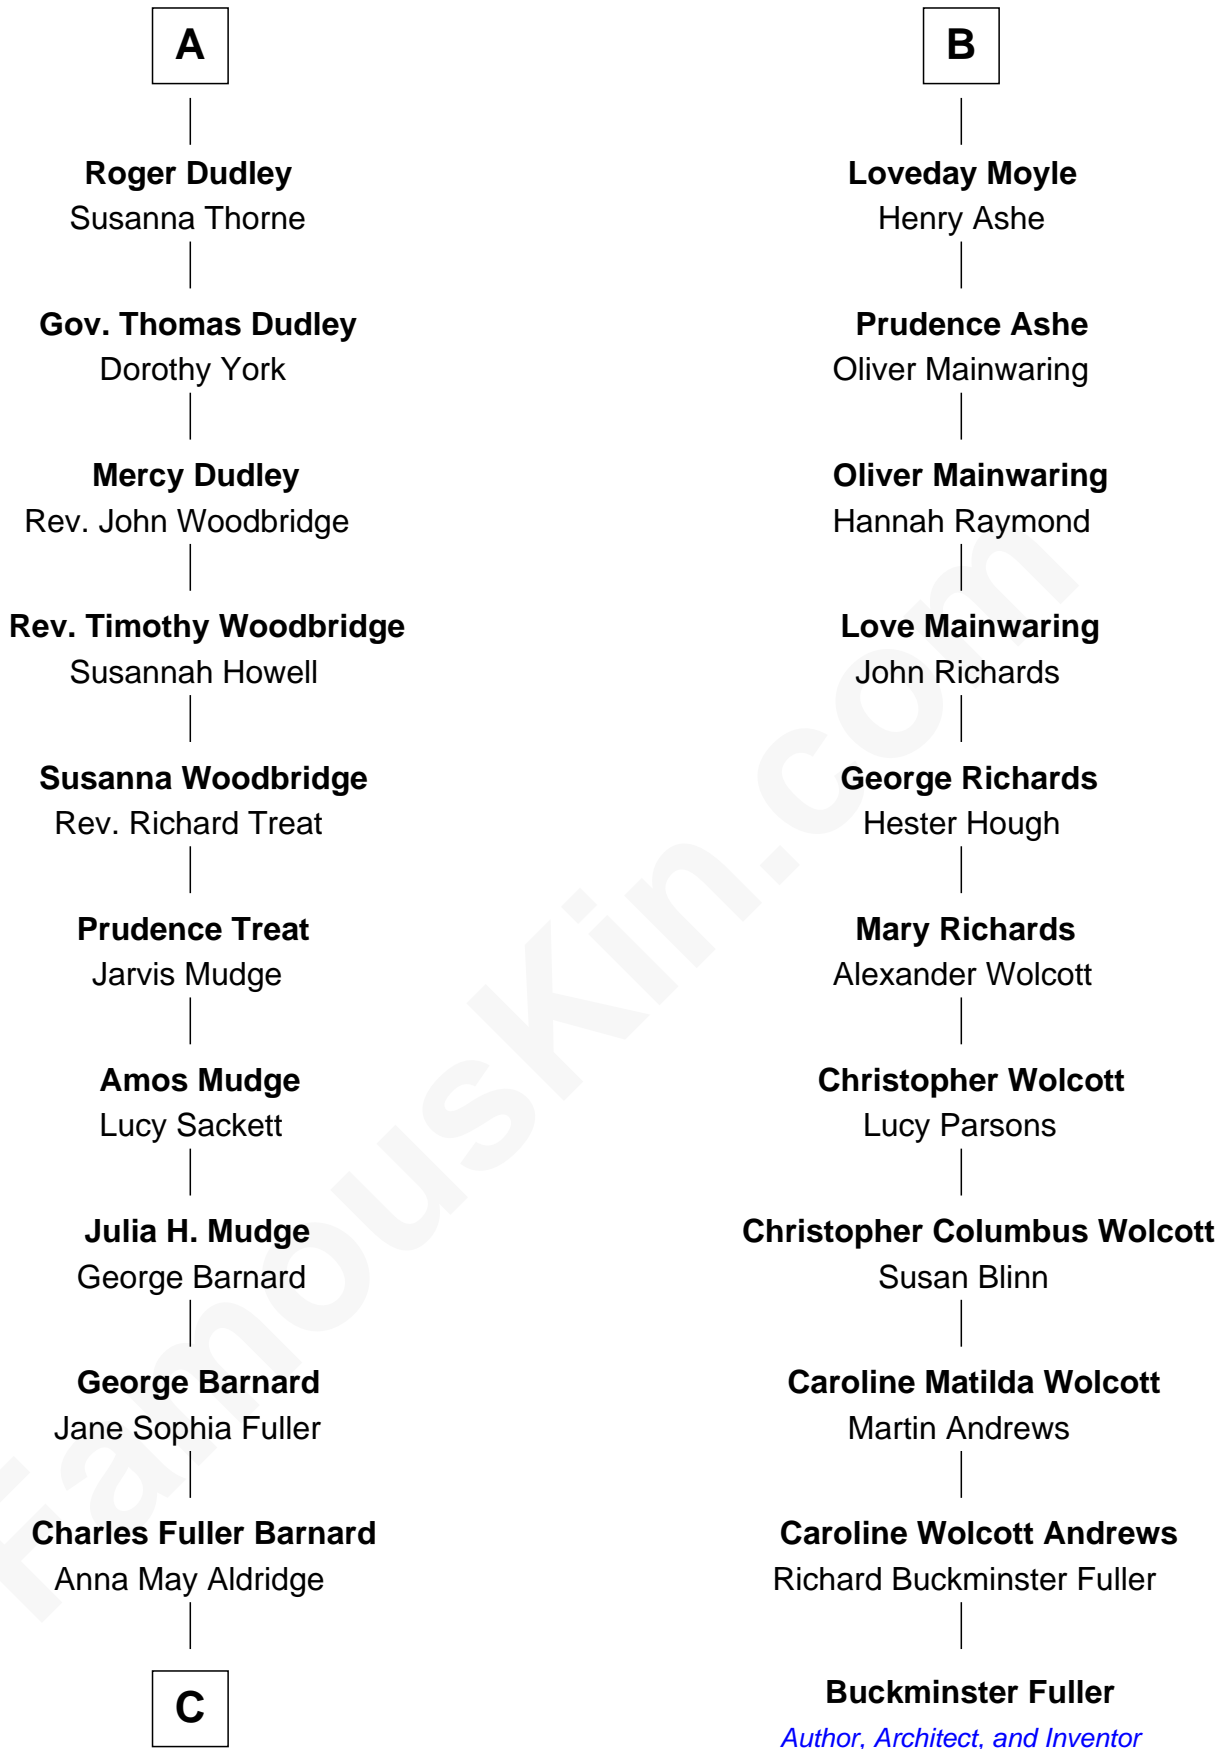 A
Roger Dudley
Susanna Thorne
Gov. Thomas Dudley
Dorothy York
Mercy Dudley
Rev. John Woodbridge
Rev. Timothy Woodbridge
Susannah Howell
Susanna Woodbridge
Rev. Richard Treat
Prudence Treat
Jarvis Mudge
Amos Mudge
Lucy Sackett
Julia H. Mudge
George Barnard
George Barnard
Jane Sophia Fuller
Charles Fuller Barnard
Anna May Aldridge
C
B
Loveday Moyle
Henry Ashe
Prudence Ashe
Oliver Mainwaring
Oliver Mainwaring
Hannah Raymond
Love Mainwaring
John Richards
George Richards
Hester Hough
Mary Richards
Alexander Wolcott
Christopher Wolcott
Lucy Parsons
Christopher Columbus Wolcott
Susan Blinn
Caroline Matilda Wolcott
Martin Andrews
Caroline Wolcott Andrews
Richard Buckminster Fuller
Buckminster Fuller
Author, Architect, and Inventor
FamousKin.com